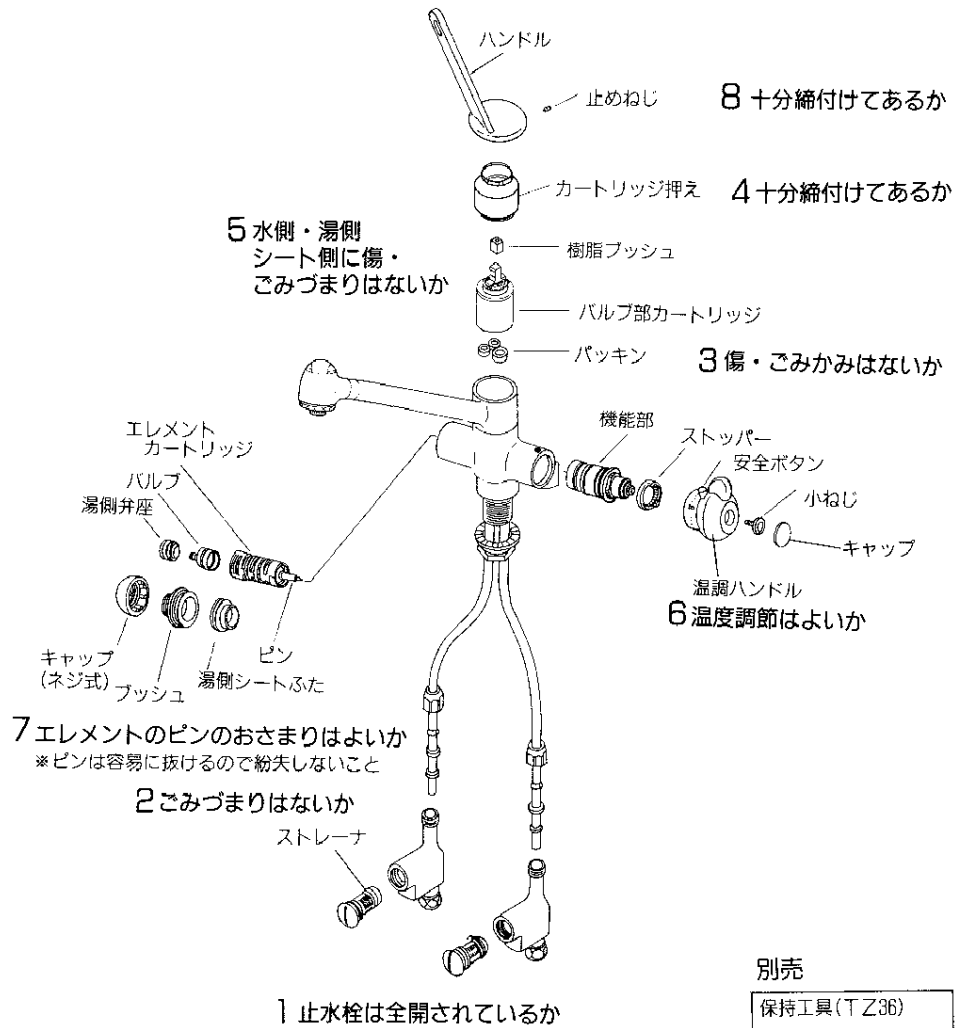 ハンドル
止めねじ
8 十分締付けてあるか
カートリッジ押え
4 十分締付けてあるか
5 水側・湯側
シート側に傷・
ごみづまりはないか
樹脂ブッシュ
バルブ部カートリッジ
パッキン
3 傷・ごみかみはないか
機能部
ストッパー
安全ボタン
小ねじ
キャップ
温調ハンドル
6 温度調節はよいか
エレメント
カートリッジ
バルブ
湯側弁座
ピン
キャップ
(ネジ式)
ブッシュ
湯側シートふた
7 エレメントのピンのおさまりはよいか
※ピンは容易に抜けるので紛失しないこと
2 ごみづまりはないか
ストレーナ
1 止水栓は全開されているか
別売
保持工具(TZ36)